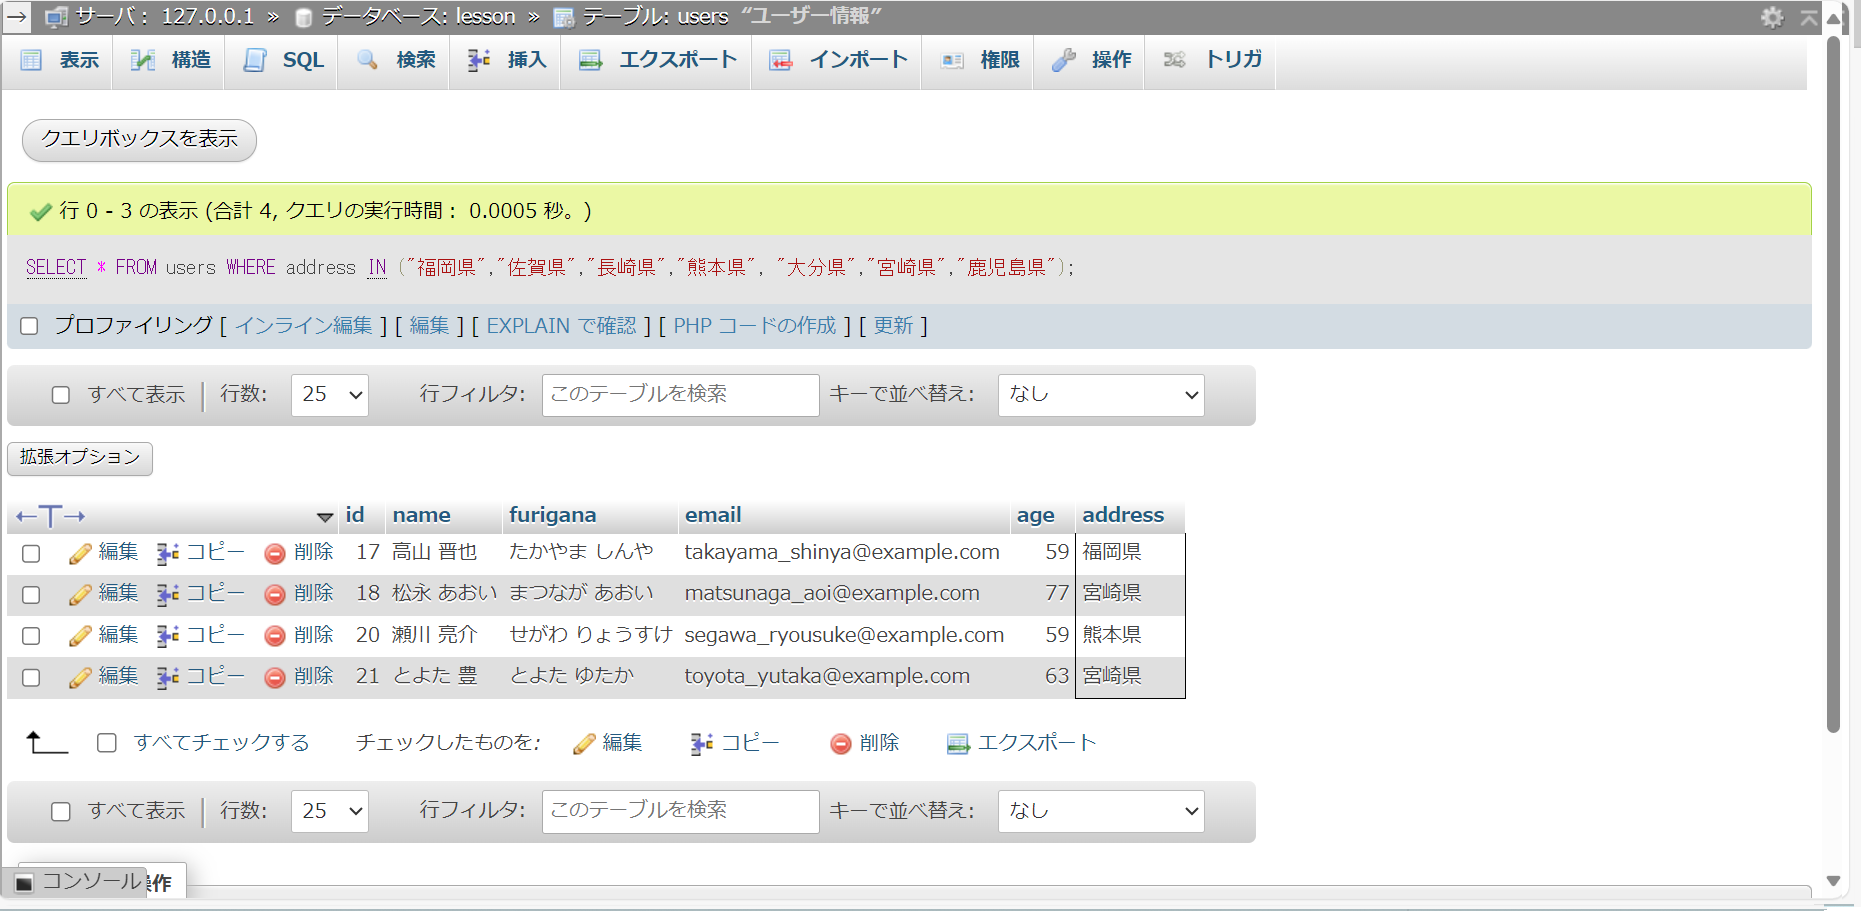 サーバ: 127.0.0.1 » データベース: lesson » テーブル: users “ユーザー情報”
表示 構造 SQL 検索 挿入 エクスポート インポート 権限 操作 トリガ
クエリボックスを表示
行 0 - 3 の表示 (合計 4, クエリの実行時間： 0.0005 秒。)
SELECT * FROM users WHERE address IN ("福岡県","佐賀県","長崎県","熊本県", "大分県","宮崎県","鹿児島県");
プロファイリング [ インライン編集 ] [ 編集 ] [ EXPLAIN で確認 ] [ PHP コードの作成 ] [ 更新 ]
すべて表示 行数: 25 行フィルタ: このテーブルを検索 キーで並べ替え: なし
拡張オプション
←T→ id name furigana email age address
編集 コピー 削除 17 高山 晋也 たかやま しんや takayama_shinya@example.com 59 福岡県
編集 コピー 削除 18 松永 あおい まつなが あおい matsunaga_aoi@example.com 77 宮崎県
編集 コピー 削除 20 瀬川 亮介 せがわ りょうすけ segawa_ryousuke@example.com 59 熊本県
編集 コピー 削除 21 とよた 豊 とよた ゆたか toyota_yutaka@example.com 63 宮崎県
すべてチェックする チェックしたものを: 編集 コピー 削除 エクスポート
すべて表示 行数: 25 行フィルタ: このテーブルを検索 キーで並べ替え: なし
コンソール 操作